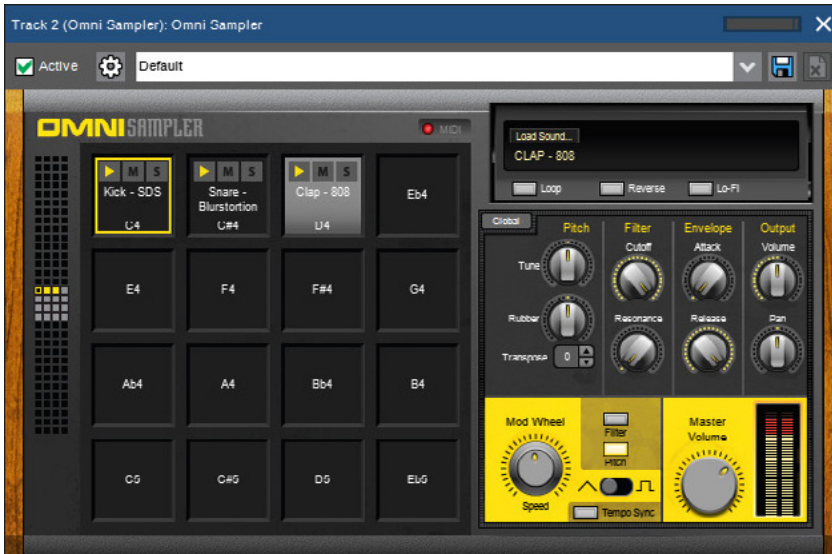 Track 2 (Omni Sampler): Omni Sampler
Active
Default
OMNI SAMPLER
MIDI
M S
Kick - SDS
C4
M S
Snare -
Blurstortion
C#4
M S
Clap - 808
D4
Eb4
E4
F4
F#4
G4
Ab4
A4
Bb4
B4
C5
C#5
D5
Eb5
Load Sound...
CLAP - 808
Loop
Reverse
Lo-Fi
Global
Pitch
Filter
Envelope
Output
Tune
Cutoff
Attack
Volume
Rubber
Resonance
Release
Pan
Transpose
0
Mod Wheel
Speed
Filter
Pitch
Tempo Sync
Master
Volume